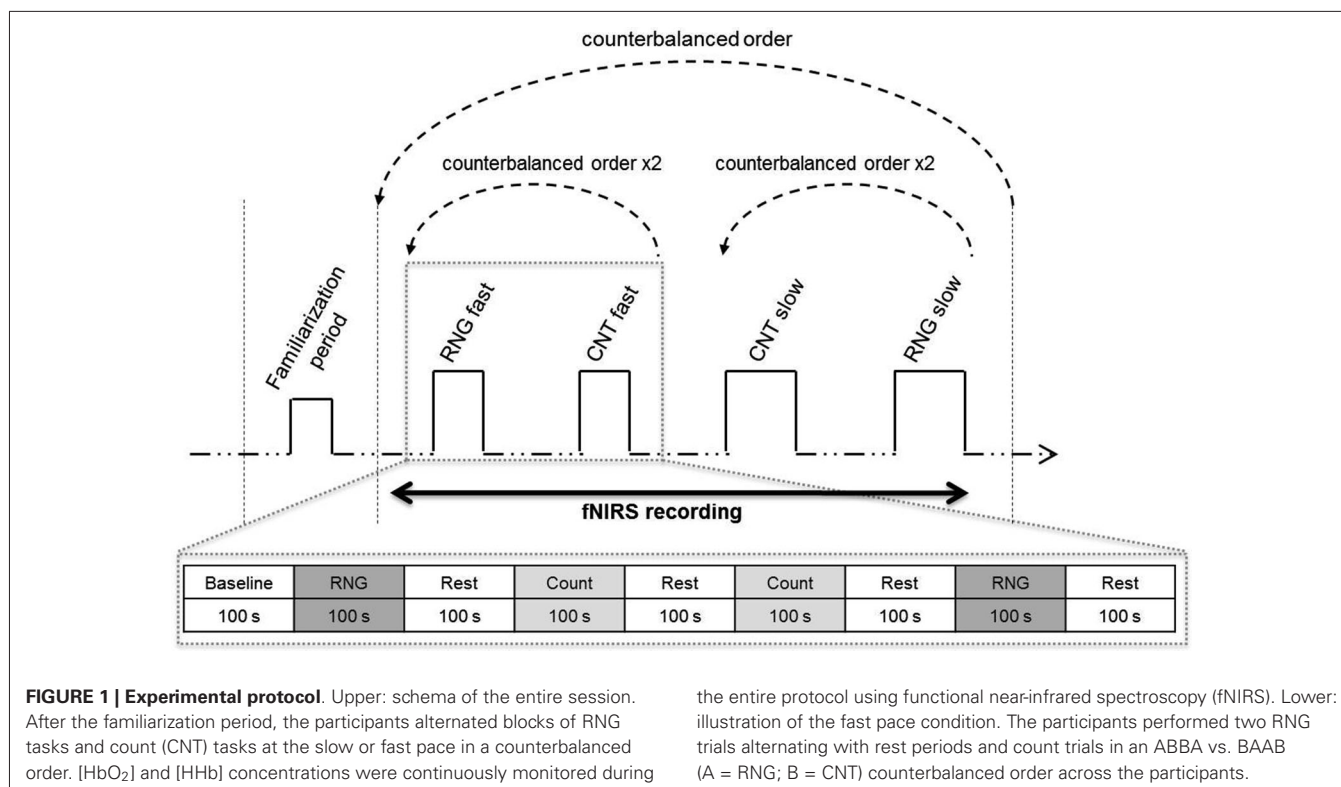 counterbalanced order
counterbalanced order x2
counterbalanced order x2
Familiarization
period
RNG fast
CNT fast
CNT slow
RNG slow
fNIRS recording
Baseline RNG Rest Count Rest Count Rest RNG Rest
100 s 100 s 100 s 100 s 100 s 100 s 100 s 100 s 100 s
FIGURE 1 | Experimental protocol. Upper: schema of the entire session.
After the familiarization period, the participants alternated blocks of RNG
tasks and count (CNT) tasks at the slow or fast pace in a counterbalanced
order. [HbO₂] and [HHb] concentrations were continuously monitored during
the entire protocol using functional near-infrared spectroscopy (fNIRS). Lower:
illustration of the fast pace condition. The participants performed two RNG
trials alternating with rest periods and count trials in an ABBA vs. BAAB
(A = RNG; B = CNT) counterbalanced order across the participants.